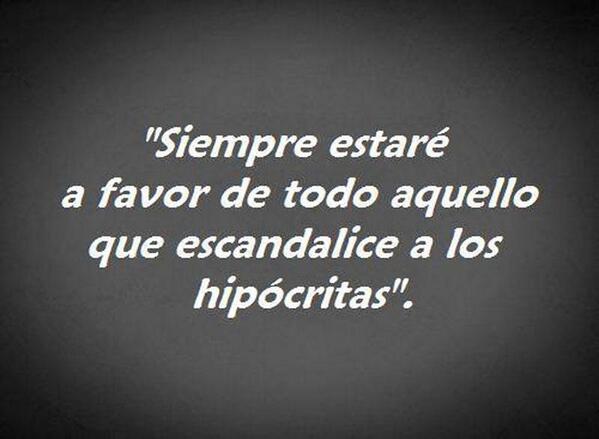 "Siempre estaré
a favor de todo aquello
que escandalice a los
hipócritas".